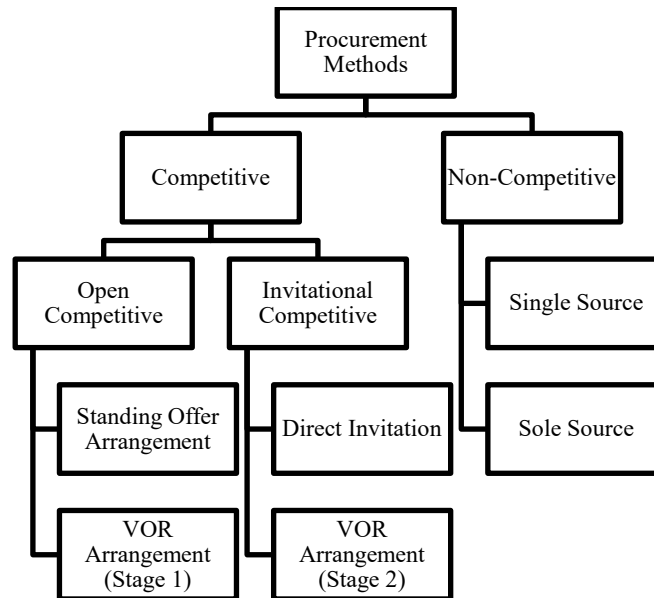 Procurement
Methods
Competitive
Non-Competitive
Open
Competitive
Invitational
Competitive
Single Source
Standing Offer
Arrangement
Direct Invitation
Sole Source
VOR
Arrangement
(Stage 1)
VOR
Arrangement
(Stage 2)